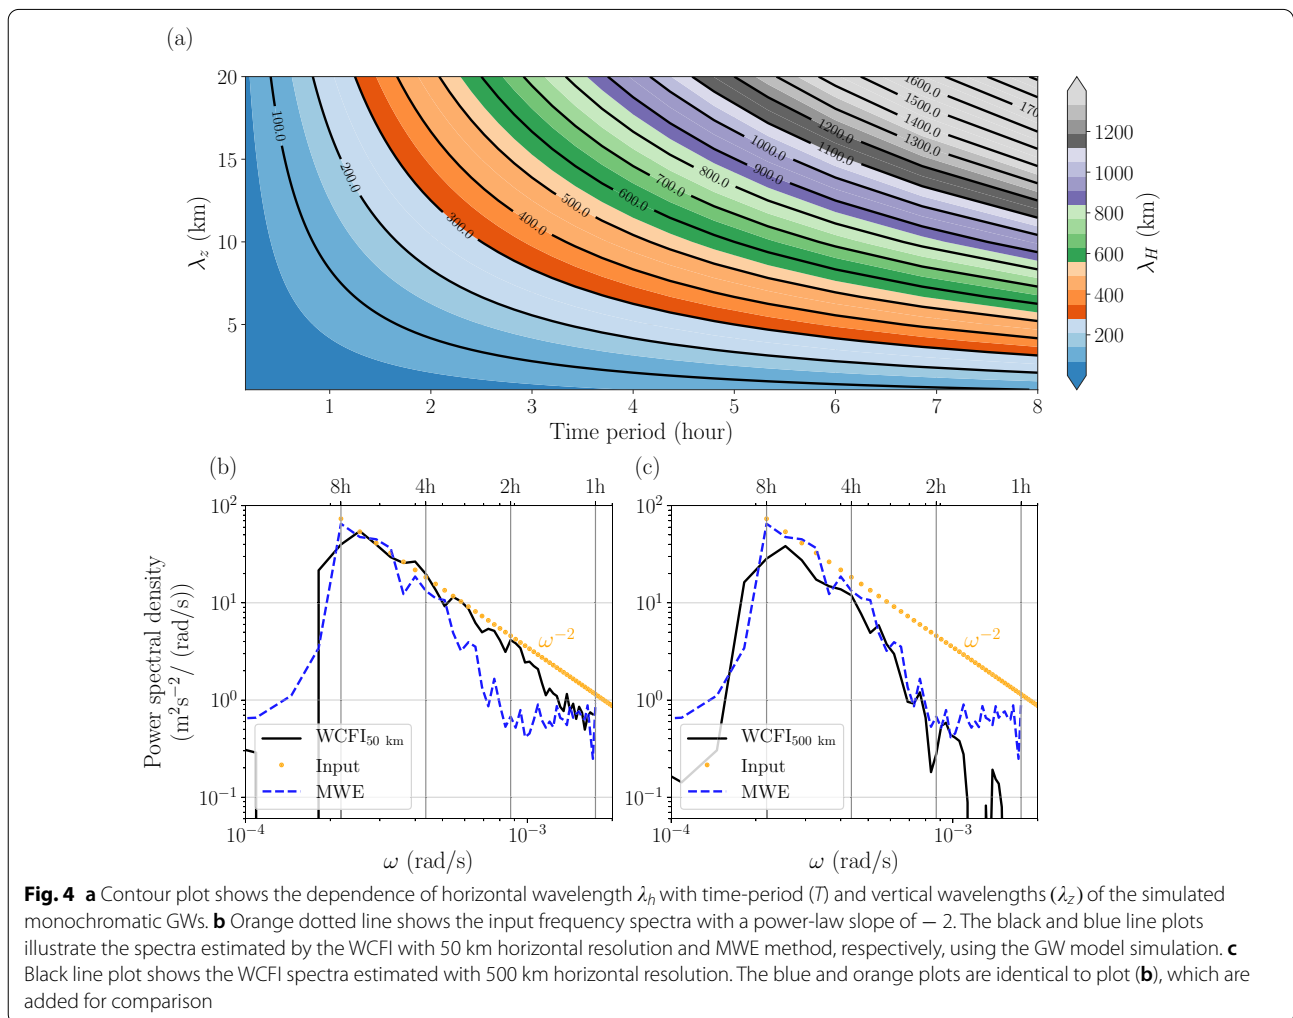 (a)
20
15
10
5
λz (km)
100.0
200.0
300.0
400.0
500.0
600.0
700.0
800.0
900.0
1000.0
1100.0
1200.0
1300.0
1400.0
1500.0
1600.0
170
1 2 3 4 5 6 7 8
Time period (hour)
1200
1000
800
600
400
200
λH (km)
(b)
8h 4h 2h 1h
10²
10¹
10⁰
10⁻¹
Power spectral density
(m²s⁻²/ (rad/s))
ω⁻²
WCFI50 km
Input
MWE
10⁻⁴ 10⁻³
ω (rad/s)
(c)
8h 4h 2h 1h
10²
10¹
10⁰
10⁻¹
ω⁻²
WCFI500 km
Input
MWE
10⁻⁴ 10⁻³
ω (rad/s)
Fig. 4 a Contour plot shows the dependence of horizontal wavelength λh with time-period (T) and vertical wavelengths (λz) of the simulated
monochromatic GWs. b Orange dotted line shows the input frequency spectra with a power-law slope of − 2. The black and blue line plots
illustrate the spectra estimated by the WCFI with 50 km horizontal resolution and MWE method, respectively, using the GW model simulation. c
Black line plot shows the WCFI spectra estimated with 500 km horizontal resolution. The blue and orange plots are identical to plot (b), which are
added for comparison